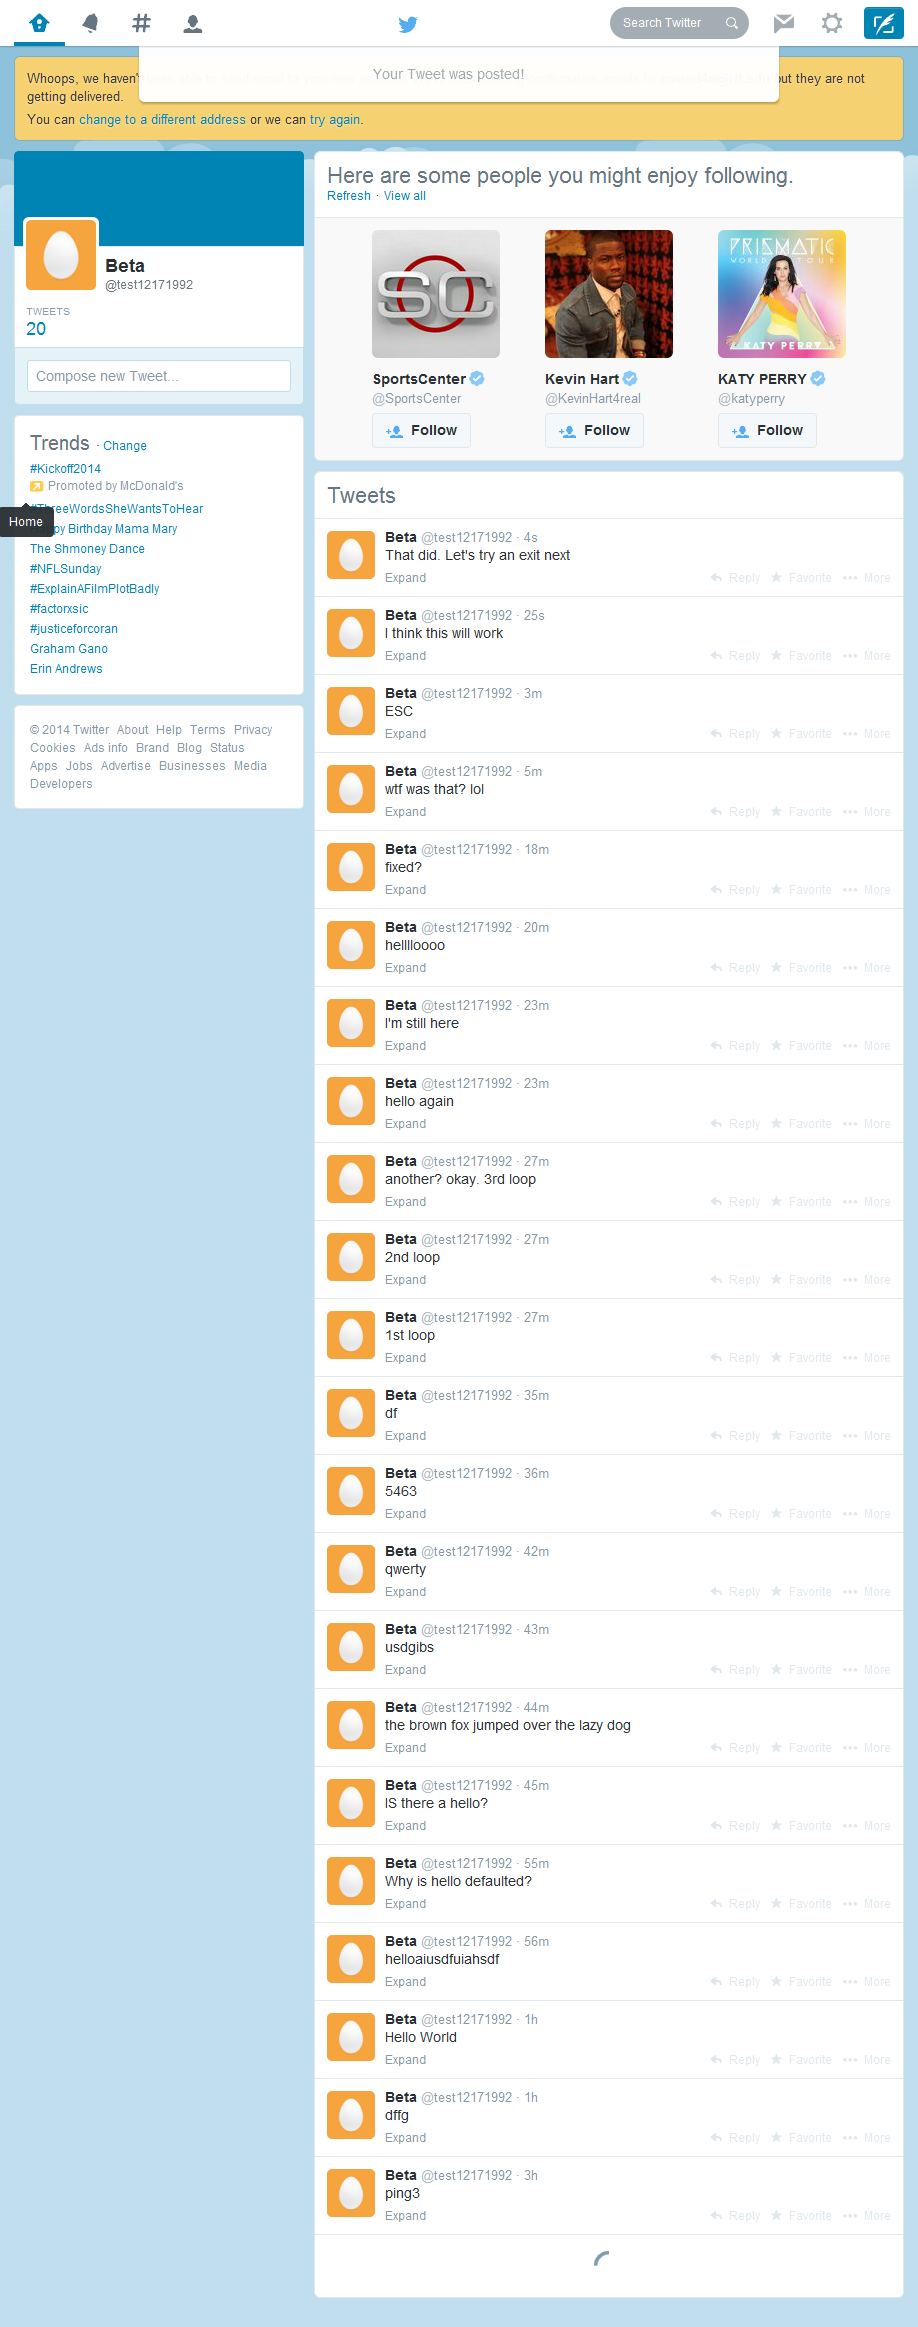 Search Twitter
Your Tweet was posted!
Whoops, we haven't
but they are not
getting delivered.
You can change to a different address or we can try again.
Beta
@test12171992
TWEETS
20
Compose new Tweet...
Trends · Change
#Kickoff2014
Promoted by McDonald's
#ThreeWordsSheWantsToHear
Home
Birthday Mama Mary
The Shmoney Dance
#NFLSunday
#ExplainAFilmPlotBadly
#factorxsic
#justiceforcoran
Graham Gano
Erin Andrews
© 2014 Twitter About Help Terms Privacy
Cookies Ads info Brand Blog Status
Apps Jobs Advertise Businesses Media
Developers
Here are some people you might enjoy following.
Refresh · View all
SC
PRISMATIC
WORLD TOUR
KATY PERRY
SportsCenter
@SportsCenter
Follow
Kevin Hart
@KevinHart4real
Follow
KATY PERRY
@katyperry
Follow
Tweets
Beta @test12171992 · 4s
That did. Let's try an exit next
Expand Reply Favorite More
Beta @test12171992 · 25s
I think this will work
Expand Reply Favorite More
Beta @test12171992 · 3m
ESC
Expand Reply Favorite More
Beta @test12171992 · 5m
wtf was that? lol
Expand Reply Favorite More
Beta @test12171992 · 18m
fixed?
Expand Reply Favorite More
Beta @test12171992 · 20m
helllloooo
Expand Reply Favorite More
Beta @test12171992 · 23m
I'm still here
Expand Reply Favorite More
Beta @test12171992 · 23m
hello again
Expand Reply Favorite More
Beta @test12171992 · 27m
another? okay. 3rd loop
Expand Reply Favorite More
Beta @test12171992 · 27m
2nd loop
Expand Reply Favorite More
Beta @test12171992 · 27m
1st loop
Expand Reply Favorite More
Beta @test12171992 · 35m
df
Expand Reply Favorite More
Beta @test12171992 · 36m
5463
Expand Reply Favorite More
Beta @test12171992 · 42m
qwerty
Expand Reply Favorite More
Beta @test12171992 · 43m
usdgibs
Expand Reply Favorite More
Beta @test12171992 · 44m
the brown fox jumped over the lazy dog
Expand Reply Favorite More
Beta @test12171992 · 45m
IS there a hello?
Expand Reply Favorite More
Beta @test12171992 · 55m
Why is hello defaulted?
Expand Reply Favorite More
Beta @test12171992 · 56m
helloaiusdfuiahsdf
Expand Reply Favorite More
Beta @test12171992 · 1h
Hello World
Expand Reply Favorite More
Beta @test12171992 · 1h
dffg
Expand Reply Favorite More
Beta @test12171992 · 3h
ping3
Expand Reply Favorite More